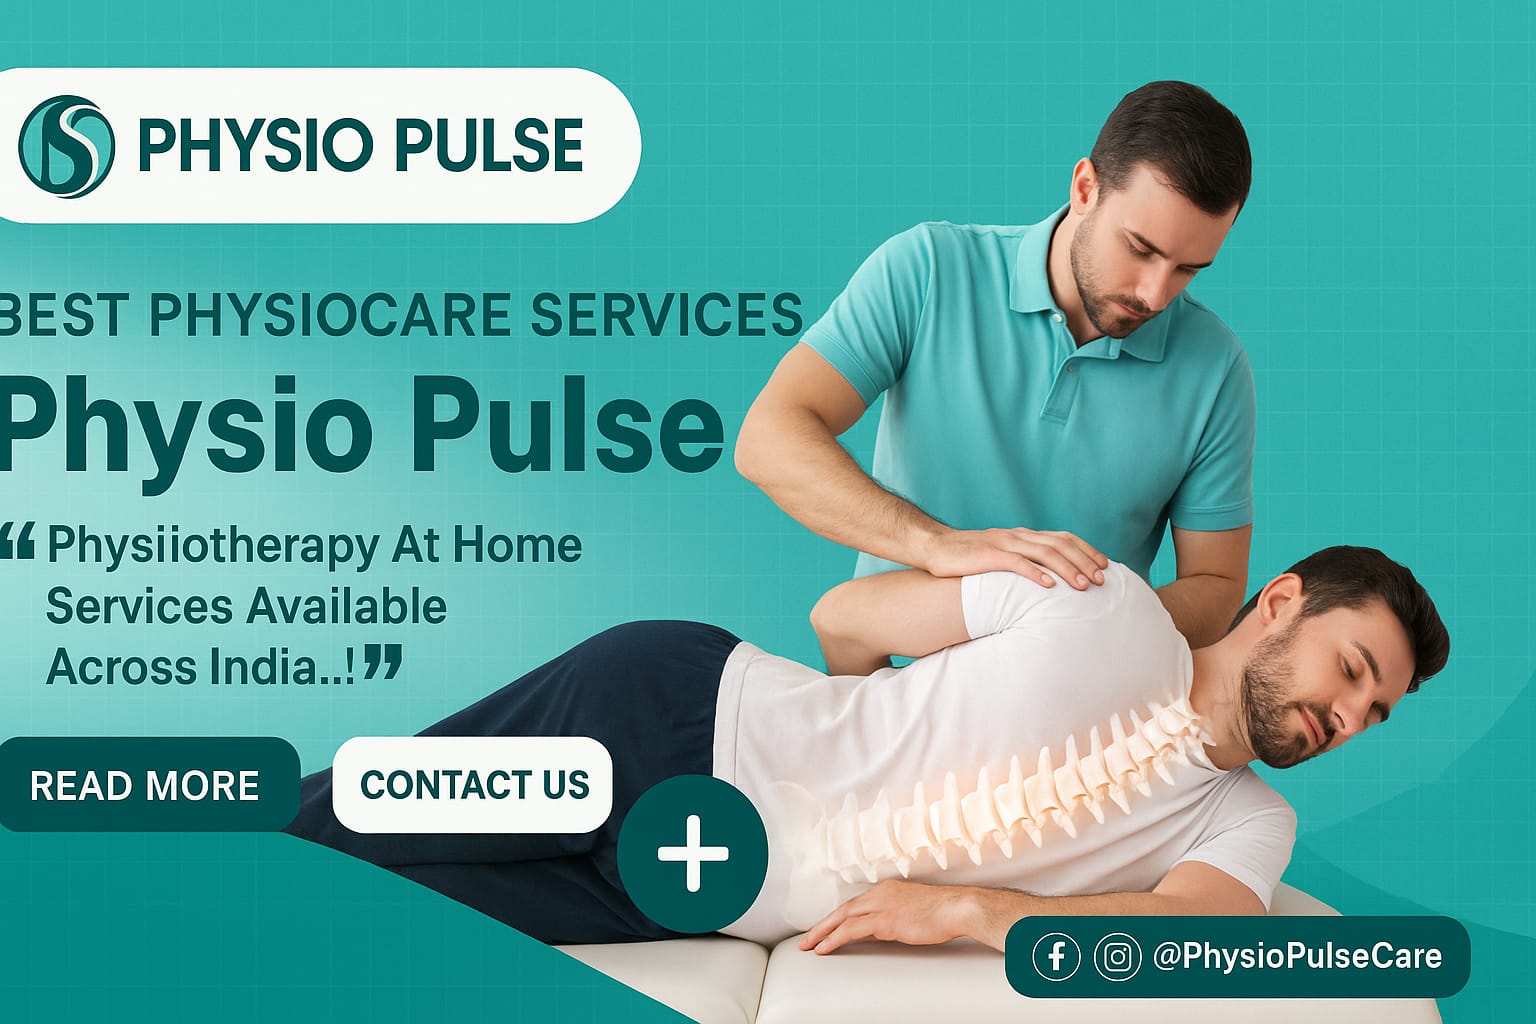 PHYSIO PULSE
BEST PHYSIOCARE SERVICES
Physio Pulse
“Physiiotherapy At Home
Services Available
Across India..!”
READ MORE
CONTACT US
@PhysioPulseCare